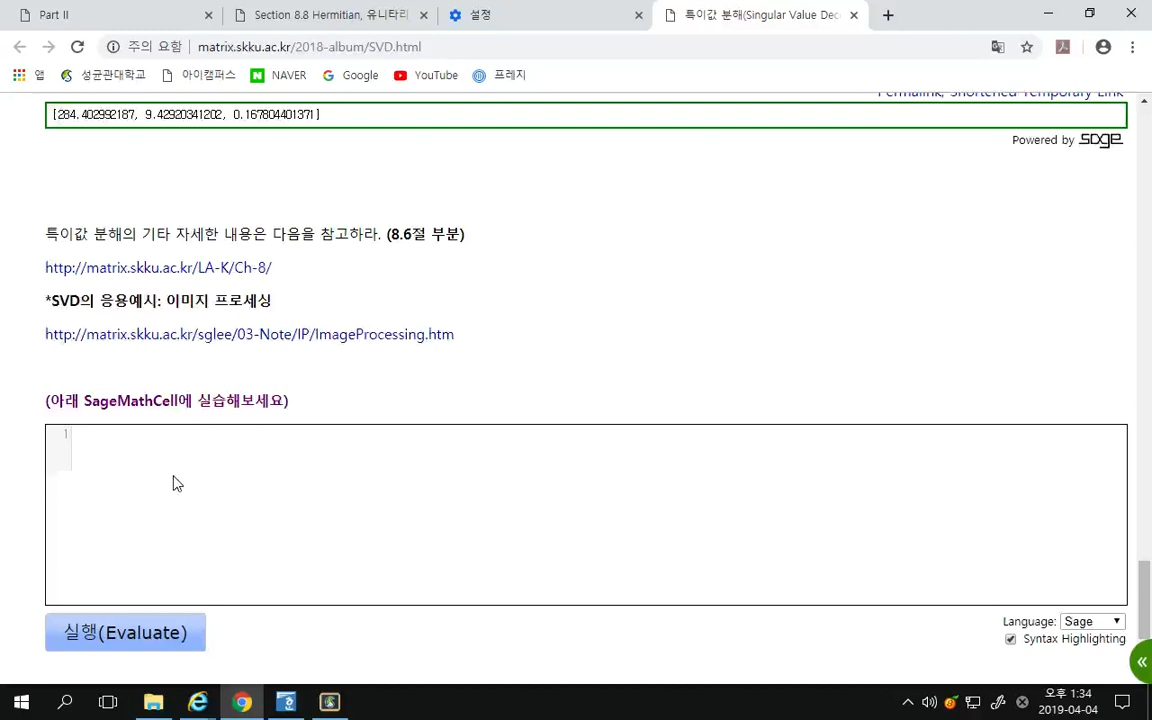 Part II
Section 8.8 Hermitian, 유니타리
설정
특이값 분해(Singular Value Dec
주의 요함
matrix.skku.ac.kr/2018-album/SVD.html
앱
성균관대학교
아이캠퍼스
NAVER
Google
YouTube
프레지
Permalink, Shortened Temporary Link
[284.402992187, 9.42920341202, 0.167804401371]
Powered by sage
특이값 분해의 기타 자세한 내용은 다음을 참고하라. (8.6절 부분)
http://matrix.skku.ac.kr/LA-K/Ch-8/
*SVD의 응용예시: 이미지 프로세싱
http://matrix.skku.ac.kr/sglee/03-Note/IP/ImageProcessing.htm
(아래 SageMathCell에 실습해보세요)
1
실행(Evaluate)
Language: Sage
Syntax Highlighting
오후 1:34
2019-04-04